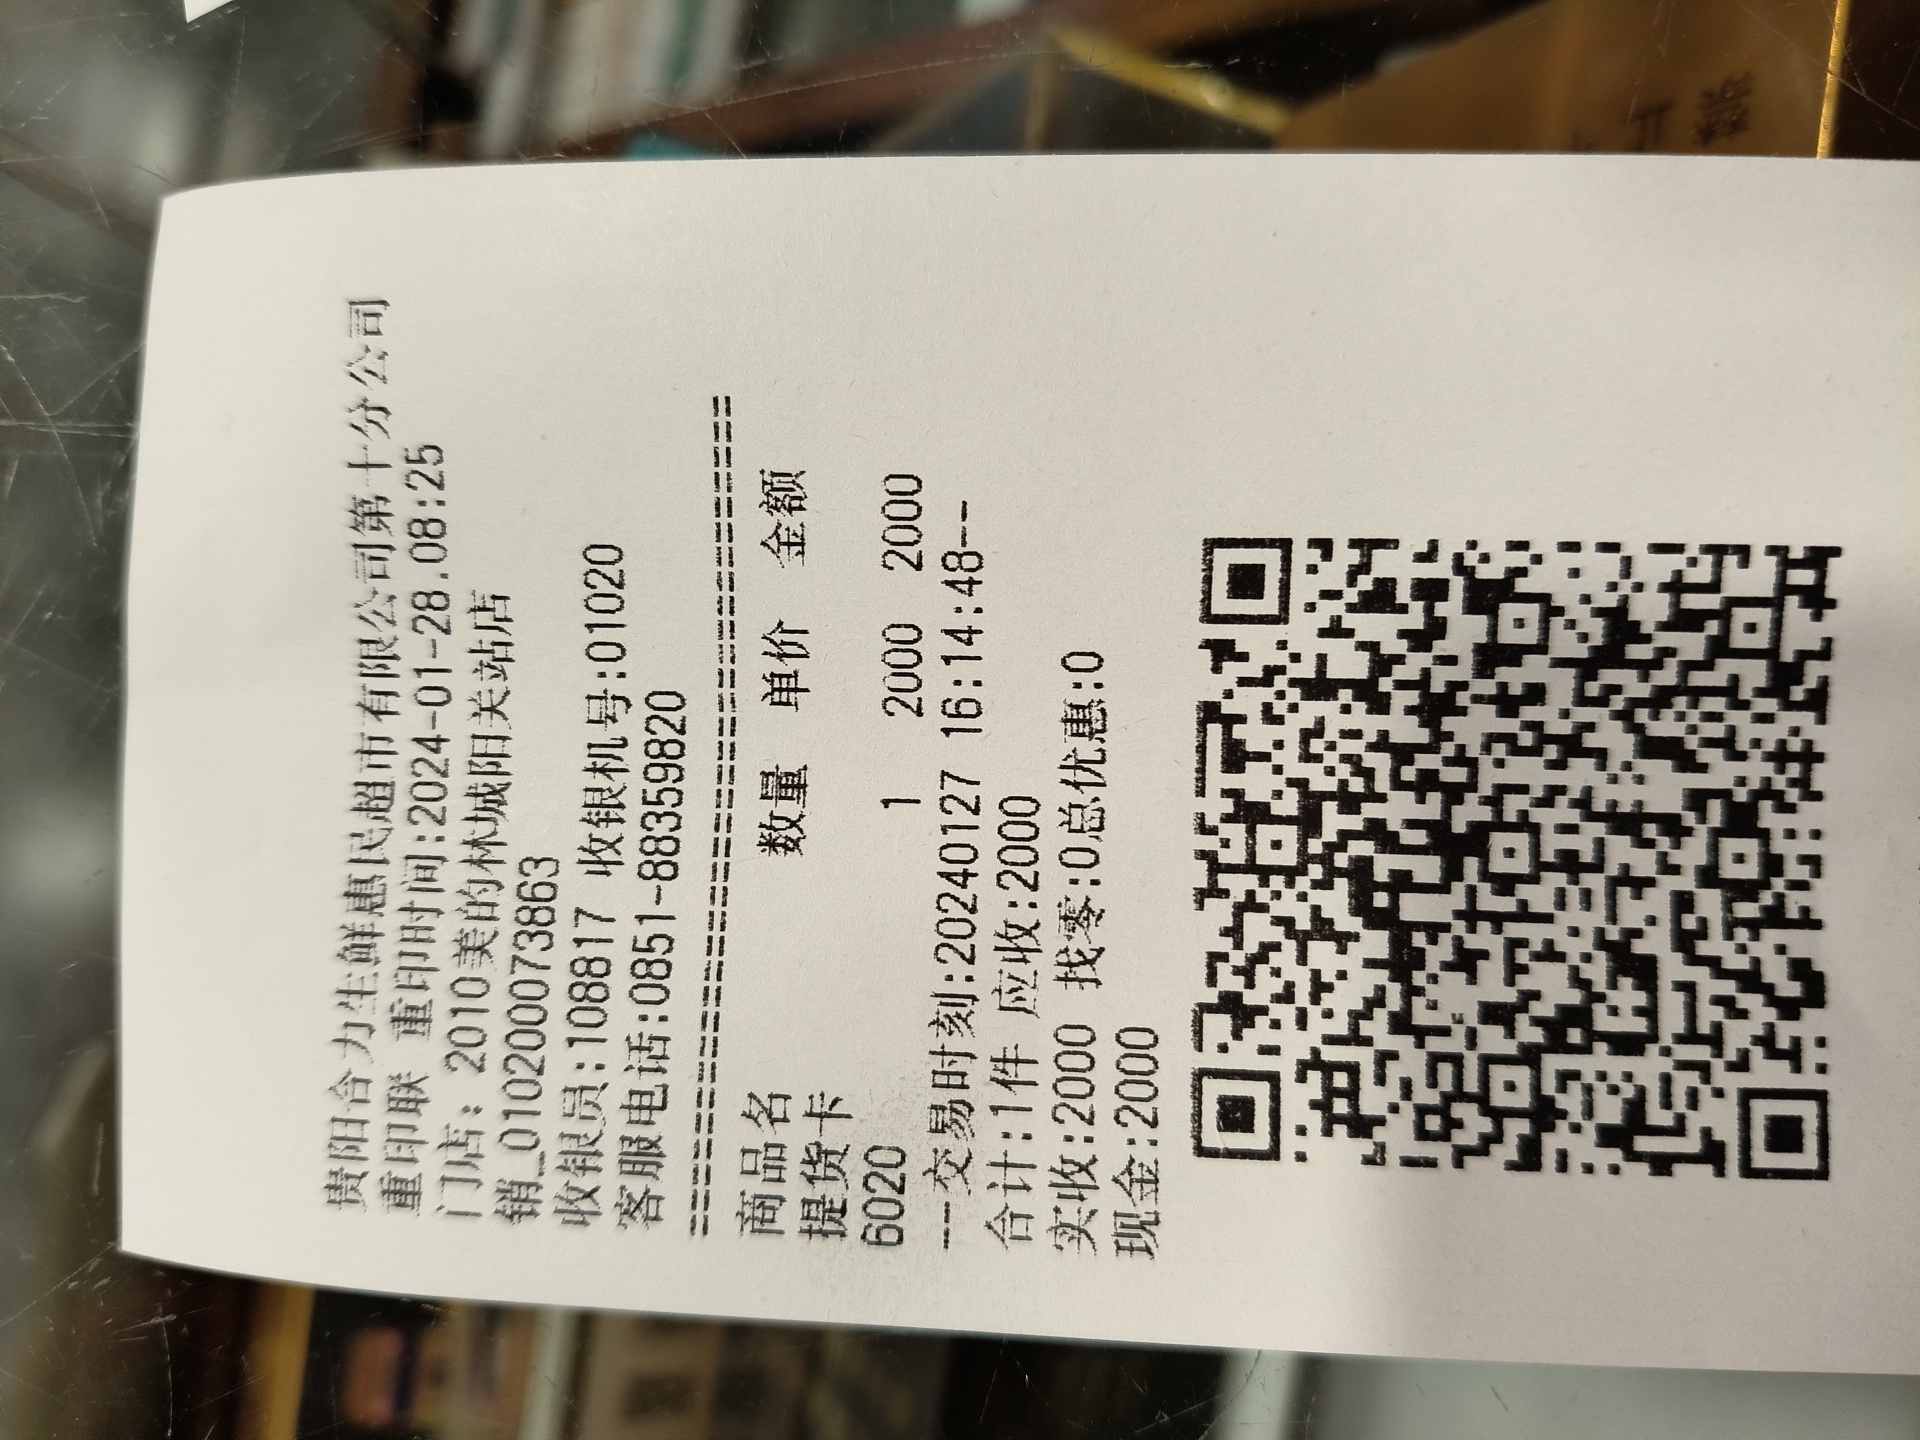 贵阳合力生鲜惠民超市有限公司第十分公司
重印联 重印时间:2024-01-28.08:25
门店: 2010美的林城阳关站店
销_01020007386​3
收银员:108817 收银机号:01020
客服电话:0851-88359820
==========================================
商品名 数量 单价 金额
提货卡
6020 1 2000 2000
--交易时刻:20240127 16:14:48--
合计:1件 应收:2000
实收:2000 找零:0总优惠:0
现金:2000